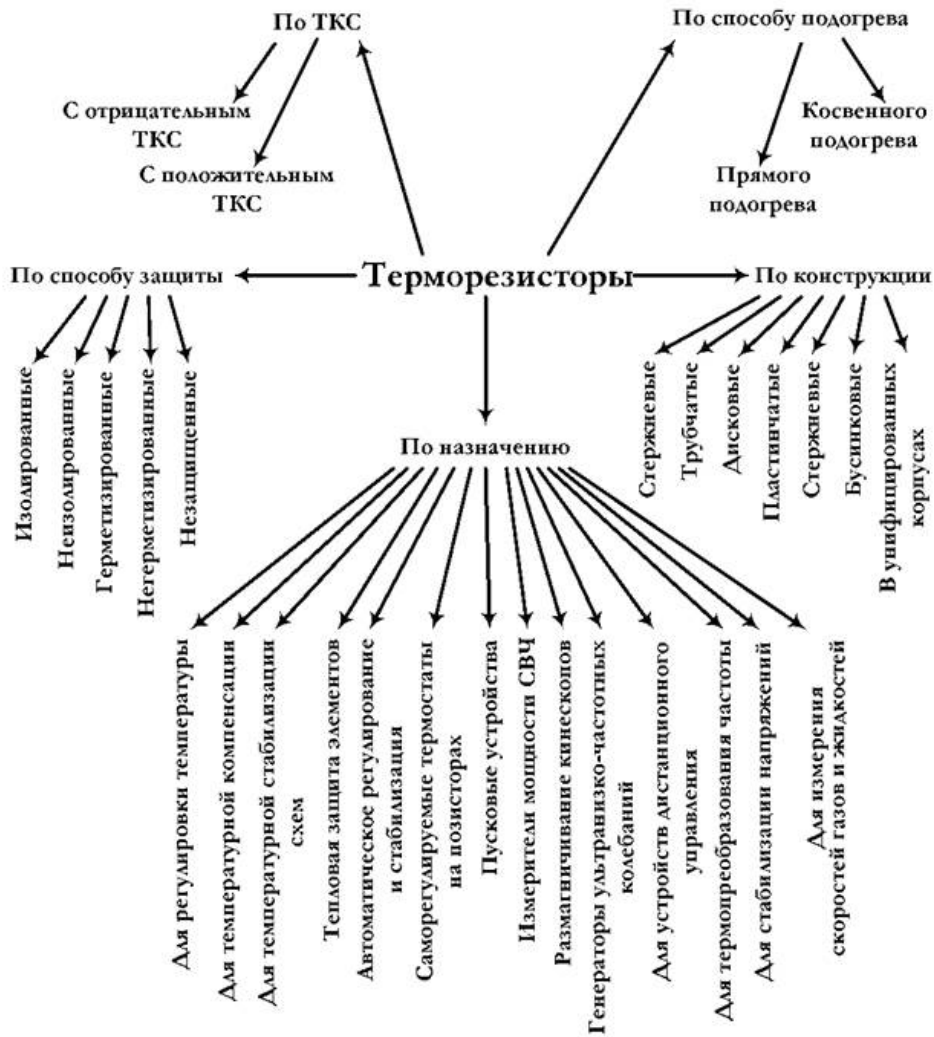 По ТКС
По способу подогрева
С отрицательным
ТКС
С положительным
ТКС
Косвенного
подогрева
Прямого
подогрева
По способу защиты
Терморезисторы
По конструкции
Изолированные
Неизолированные
Герметизированные
Негерметизированные
Незащищенные
По назначению
Стержневые
Трубчатые
Дисковые
Пластинчатые
Стержневые
Бусинковые
В унифицированных
корпусах
Для регулировки температуры
Для температурной компенсации
Для температурной стабилизации
схем
Тепловая защита элементов
Автоматическое регулирование
и стабилизация
Саморегулируемые термостаты
на позисторах
Пусковые устройства
Измерители мощности СВЧ
Размагничивание кинескопов
Генераторы ультранизко-частотных
колебаний
Для устройств дистанционного
управления
Для термопреобразования частоты
Для стабилизации напряжений
Для измерения
скоростей газов и жидкостей